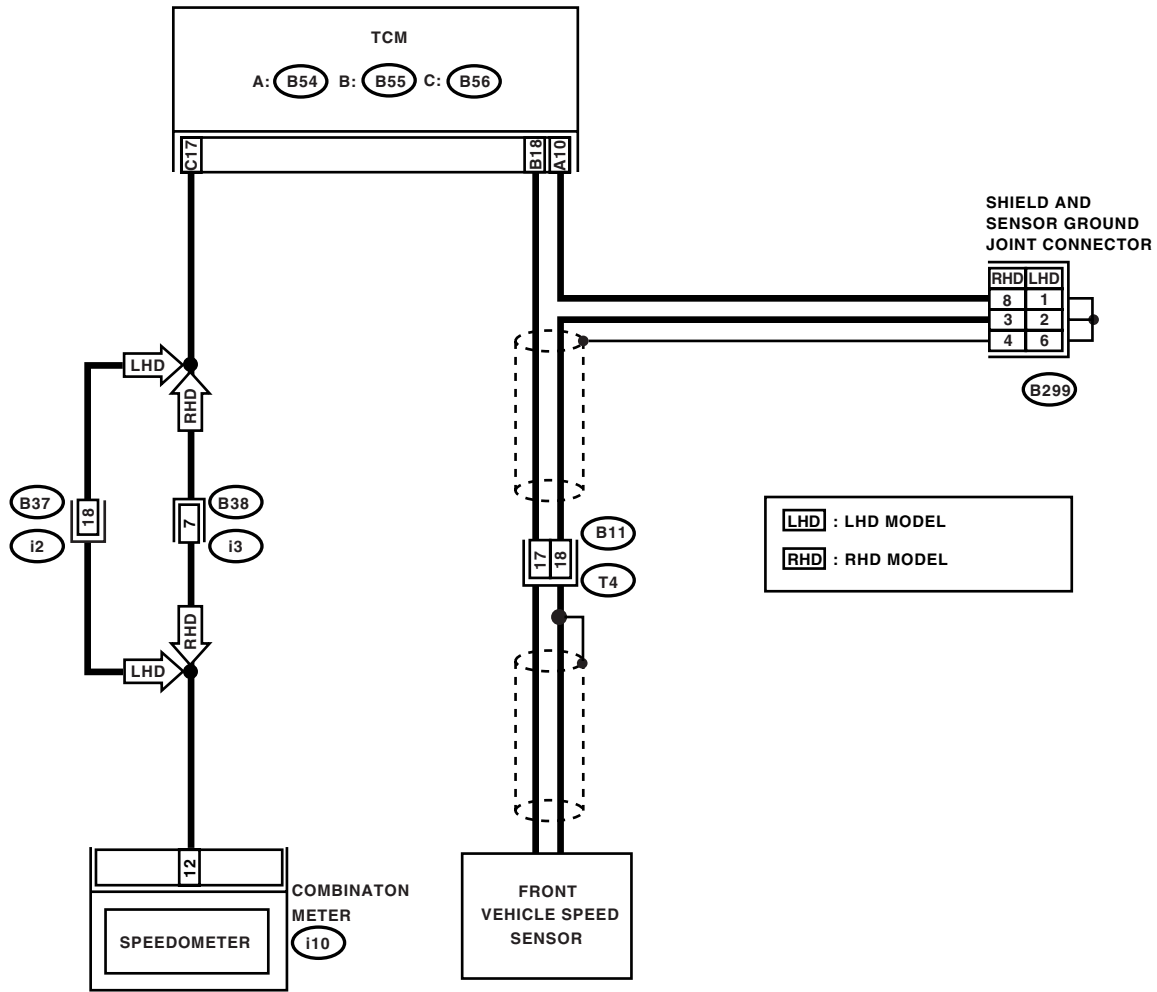 TCM
A: B54 B: B55 C: B56
C17
B18
A10
SHIELD AND
SENSOR GROUND
JOINT CONNECTOR
RHD LHD
8 1
3 2
4 6
B299
LHD
RHD
B37
18
i2
7
B38
i3
17
18
B11
T4
LHD : LHD MODEL
RHD : RHD MODEL
RHD
LHD
12
COMBINATON
METER
i10
SPEEDOMETER
FRONT
VEHICLE SPEED
SENSOR